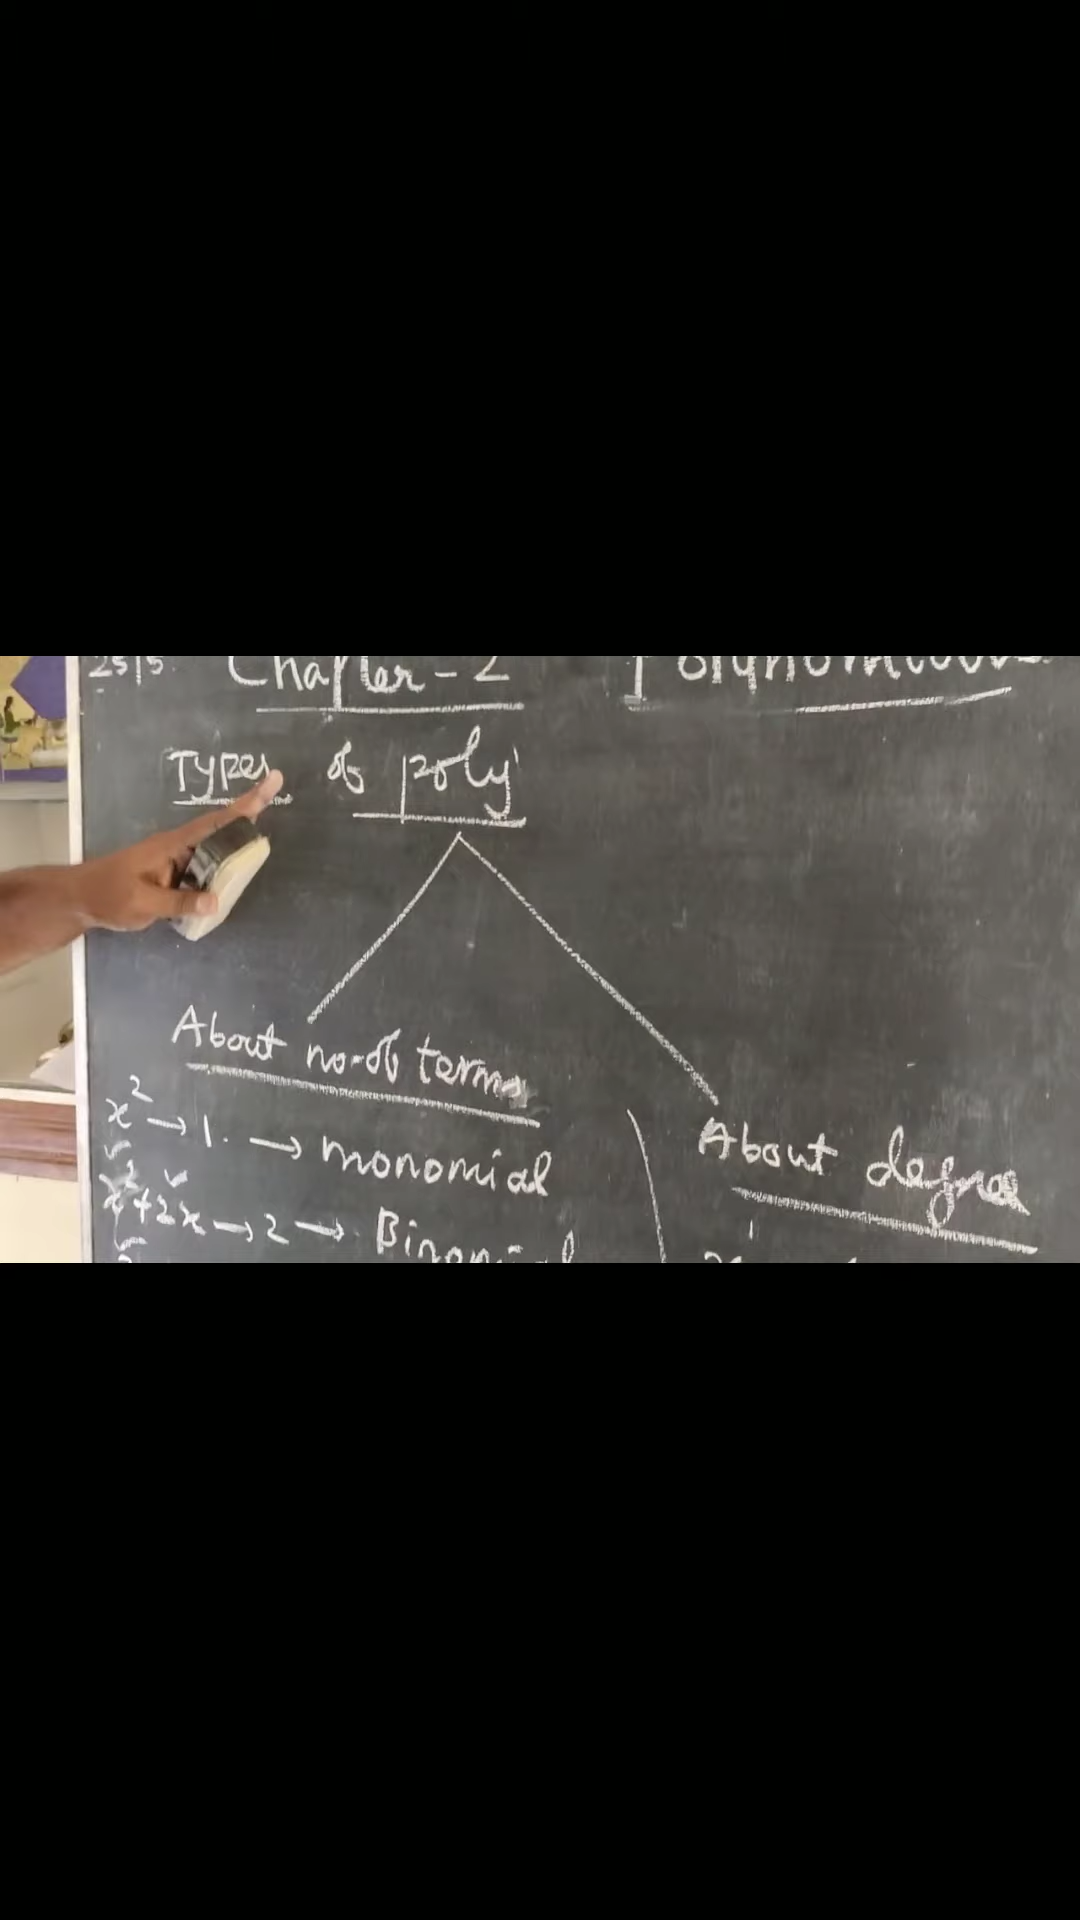 25/5 Chapter - 2 Polynomials
Types of poly'
About no. of terms
x² → 1. → monomial
x² + 2x → 2 → Binomial
About degree